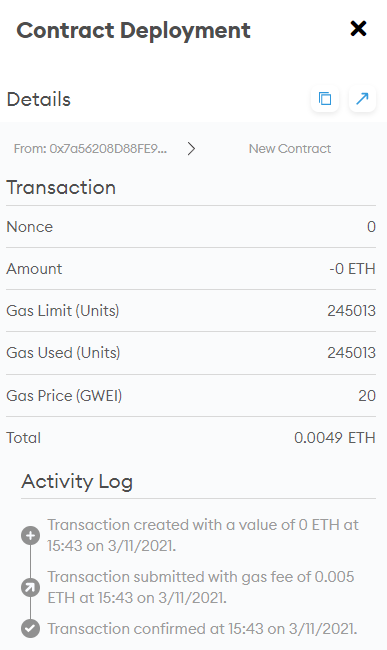 Contract Deployment
Details
From: 0x7a56208D88FE9...
New Contract
Transaction
Nonce 0
Amount -0 ETH
Gas Limit (Units) 245013
Gas Used (Units) 245013
Gas Price (GWEI) 20
Total 0.0049 ETH
Activity Log
Transaction created with a value of 0 ETH at
15:43 on 3/11/2021.
Transaction submitted with gas fee of 0.005
ETH at 15:43 on 3/11/2021.
Transaction confirmed at 15:43 on 3/11/2021.